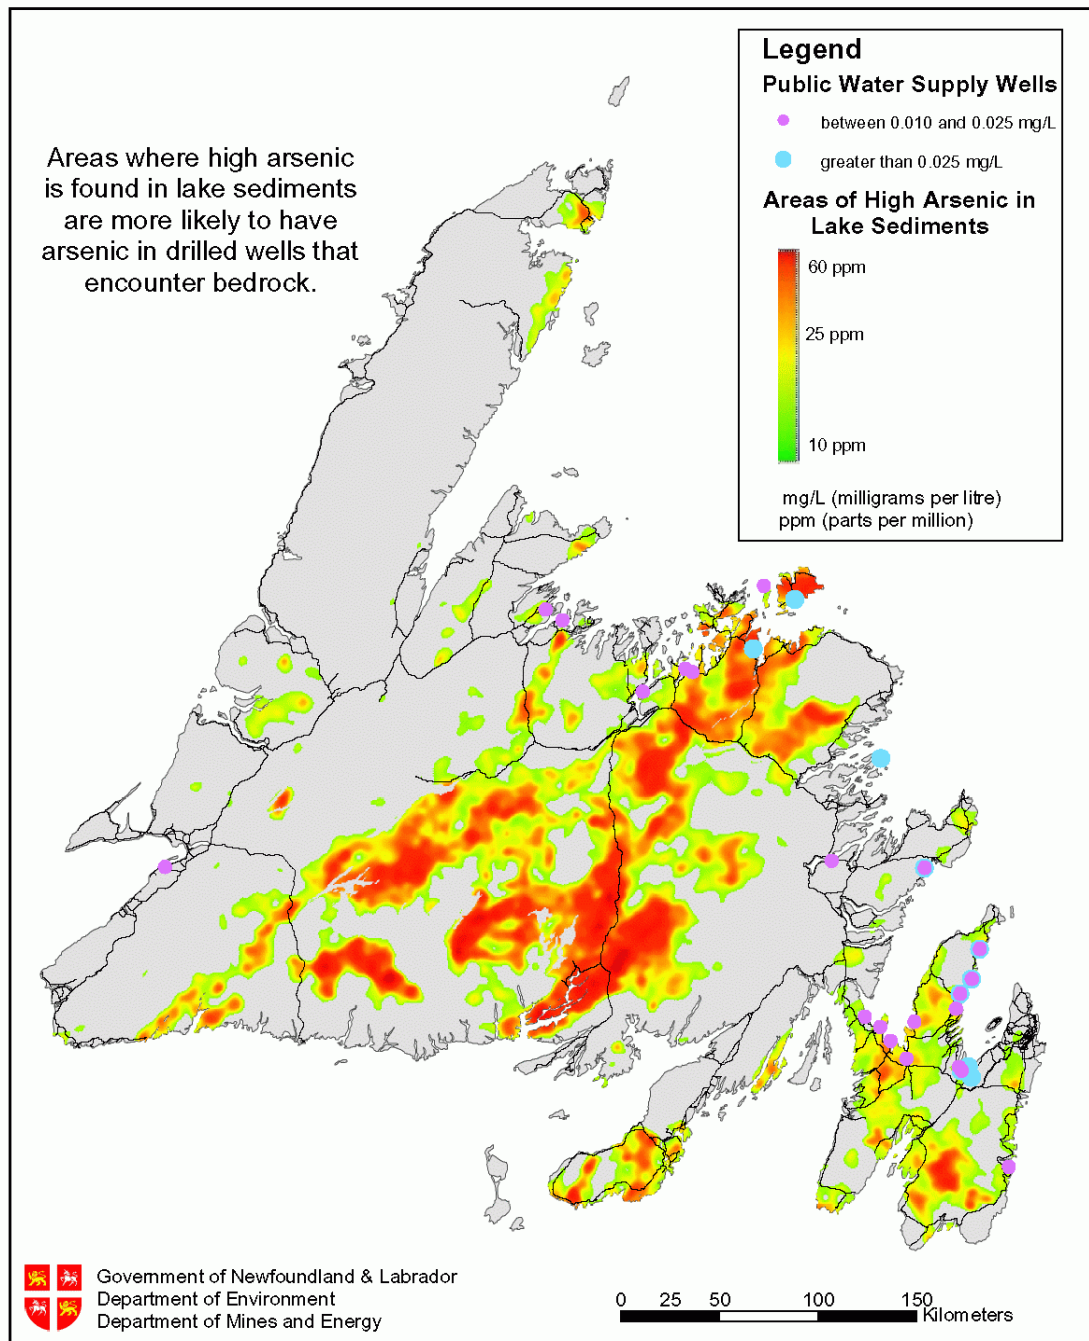 Areas where high arsenic
is found in lake sediments
are more likely to have
arsenic in drilled wells that
encounter bedrock.
Legend
Public Water Supply Wells
between 0.010 and 0.025 mg/L
greater than 0.025 mg/L
Areas of High Arsenic in
Lake Sediments
60 ppm
25 ppm
10 ppm
mg/L (milligrams per litre)
ppm (parts per million)
Government of Newfoundland & Labrador
Department of Environment
Department of Mines and Energy
0 25 50 100 150
Kilometers